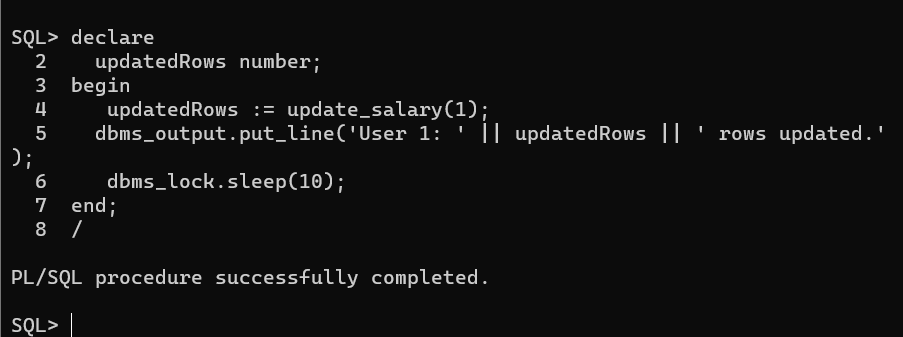 SQL> declare
  2    updatedRows number;
  3  begin
  4     updatedRows := update_salary(1);
  5    dbms_output.put_line('User 1: ' || updatedRows || ' rows updated.'
);
  6     dbms_lock.sleep(10);
  7  end;
  8  /
PL/SQL procedure successfully completed.
SQL>